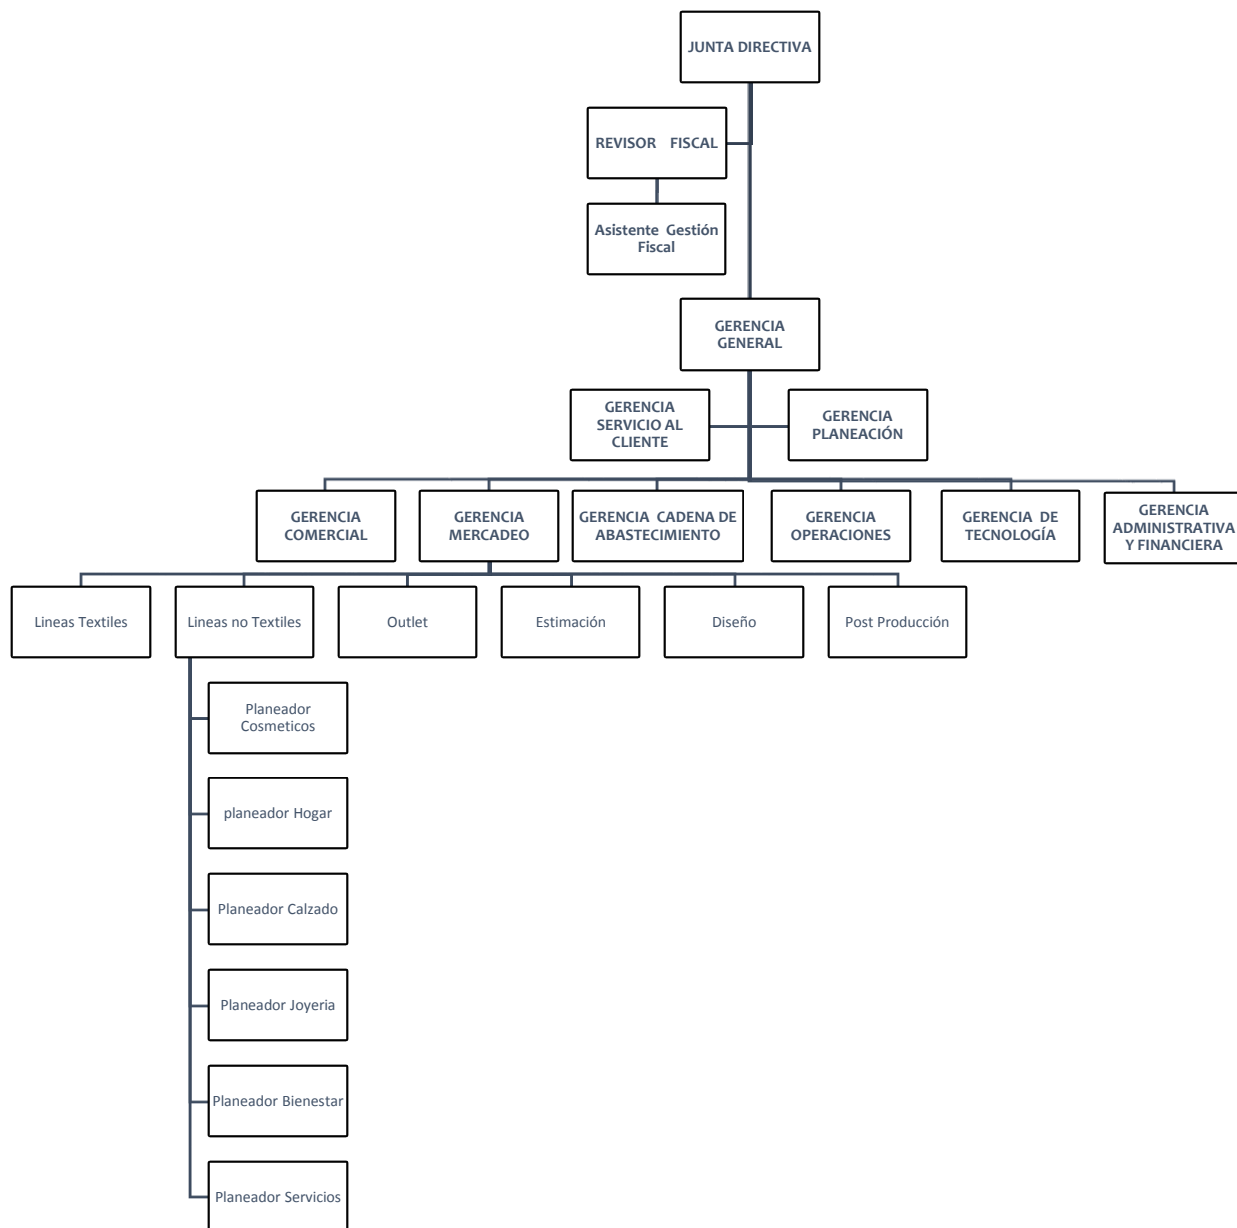 JUNTA DIRECTIVA
REVISOR FISCAL
Asistente Gestión
Fiscal
GERENCIA
GENERAL
GERENCIA
SERVICIO AL
CLIENTE
GERENCIA
PLANEACIÓN
GERENCIA
COMERCIAL
GERENCIA
MERCADEO
GERENCIA CADENA DE
ABASTECIMIENTO
GERENCIA
OPERACIONES
GERENCIA DE
TECNOLOGÍA
GERENCIA
ADMINISTRATIVA
Y FINANCIERA
Lineas Textiles
Lineas no Textiles
Outlet
Estimación
Diseño
Post Producción
Planeador
Cosmeticos
planeador Hogar
Planeador Calzado
Planeador Joyeria
Planeador Bienestar
Planeador Servicios